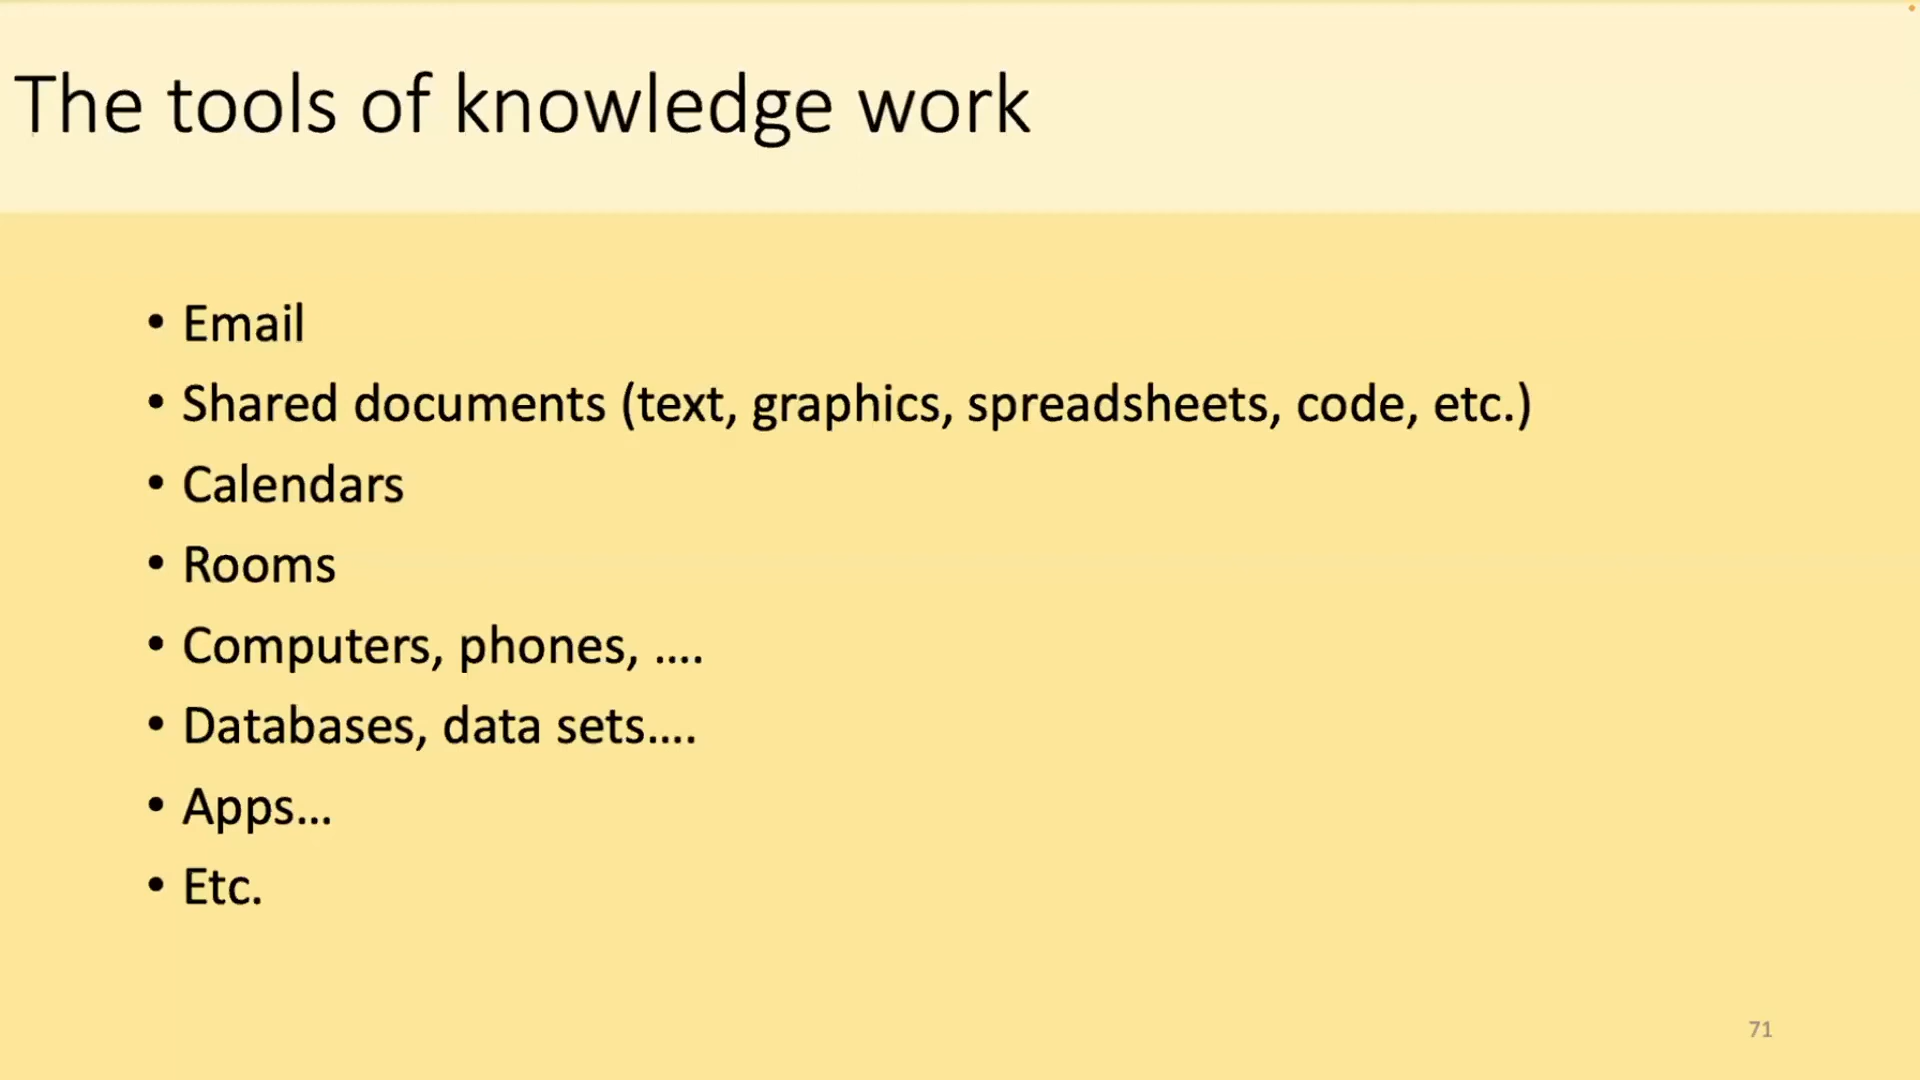 The tools of knowledge work
• Email
• Shared documents (text, graphics, spreadsheets, code, etc.)
• Calendars
• Rooms
• Computers, phones, ....
• Databases, data sets....
• Apps...
• Etc.
71